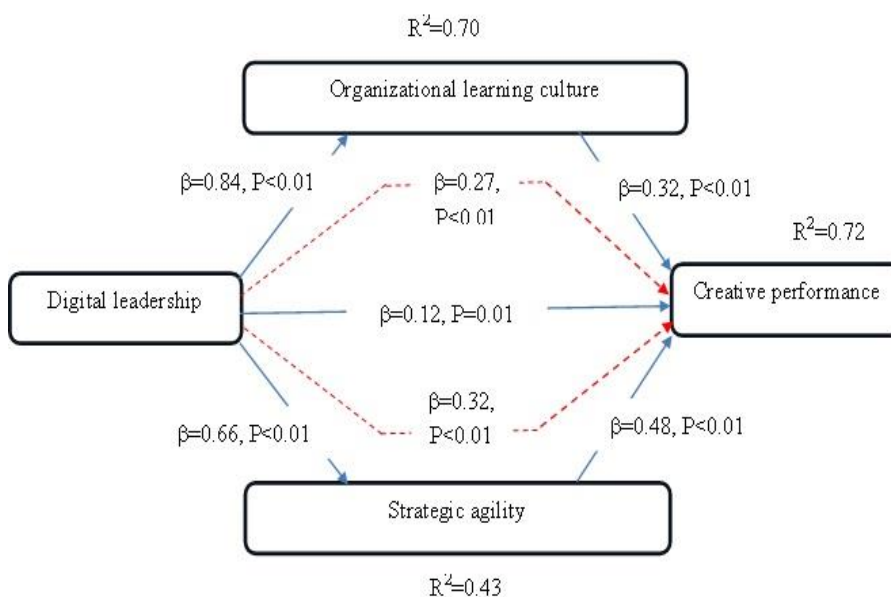 R²=0.70
Organizational learning culture
β=0.84, P<0.01
β=0.27,
P<0.01
β=0.32, P<0.01
R²=0.72
Digital leadership
Creative performance
β=0.12, P=0.01
β=0.66, P<0.01
β=0.32,
P<0.01
β=0.48, P<0.01
Strategic agility
R²=0.43